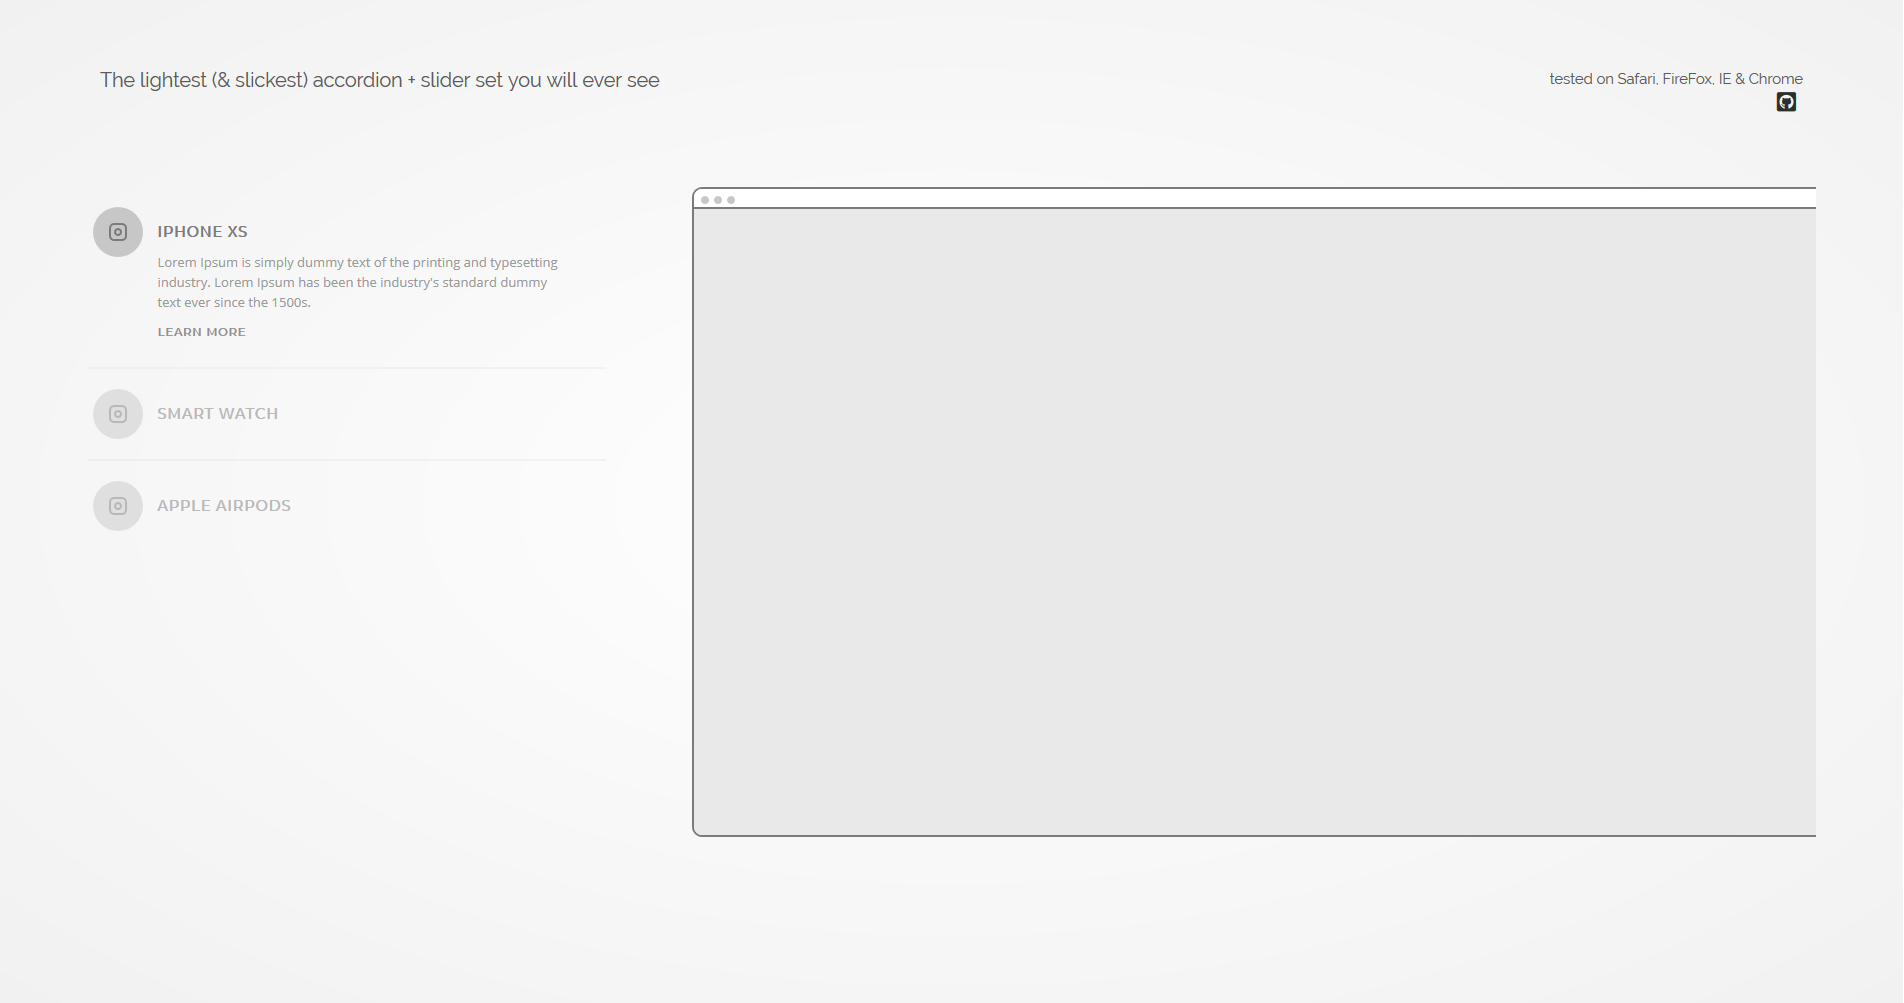 The lightest (& slickest) accordion + slider set you will ever see
tested on Safari, FireFox, IE & Chrome
IPHONE XS
Lorem Ipsum is simply dummy text of the printing and typesetting
industry. Lorem Ipsum has been the industry's standard dummy
text ever since the 1500s.
LEARN MORE
SMART WATCH
APPLE AIRPODS